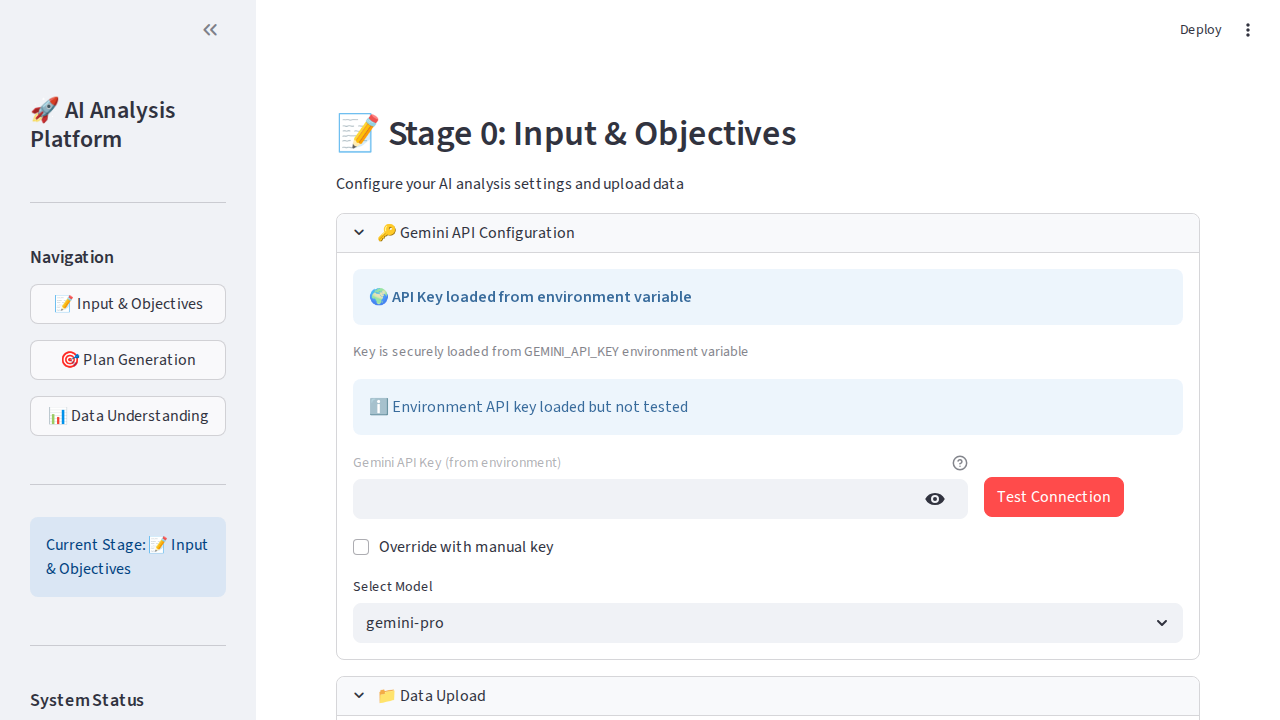 Deploy
🚀 AI Analysis
Platform
Navigation
📝 Input & Objectives
🎯 Plan Generation
📊 Data Understanding
Current Stage: 📝 Input
& Objectives
System Status
📝 Stage 0: Input & Objectives
Configure your AI analysis settings and upload data
🔑 Gemini API Configuration
🌍 API Key loaded from environment variable
Key is securely loaded from GEMINI_API_KEY environment variable
ℹ️ Environment API key loaded but not tested
Gemini API Key (from environment)
Test Connection
Override with manual key
Select Model
gemini-pro
📁 Data Upload